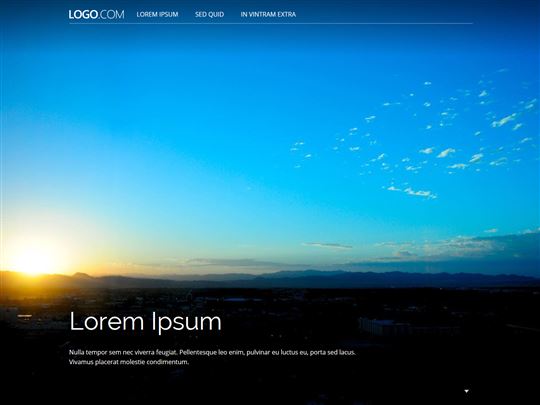 LOGO.COM
LOREM IPSUM SED QUID IN VINTRAM EXTRA
Lorem Ipsum
Nulla tempor sem nec viverra feugiat. Pellentesque leo enim, pulvinar eu luctus eu, porta sed lacus.
Vivamus placerat molestie condimentum.